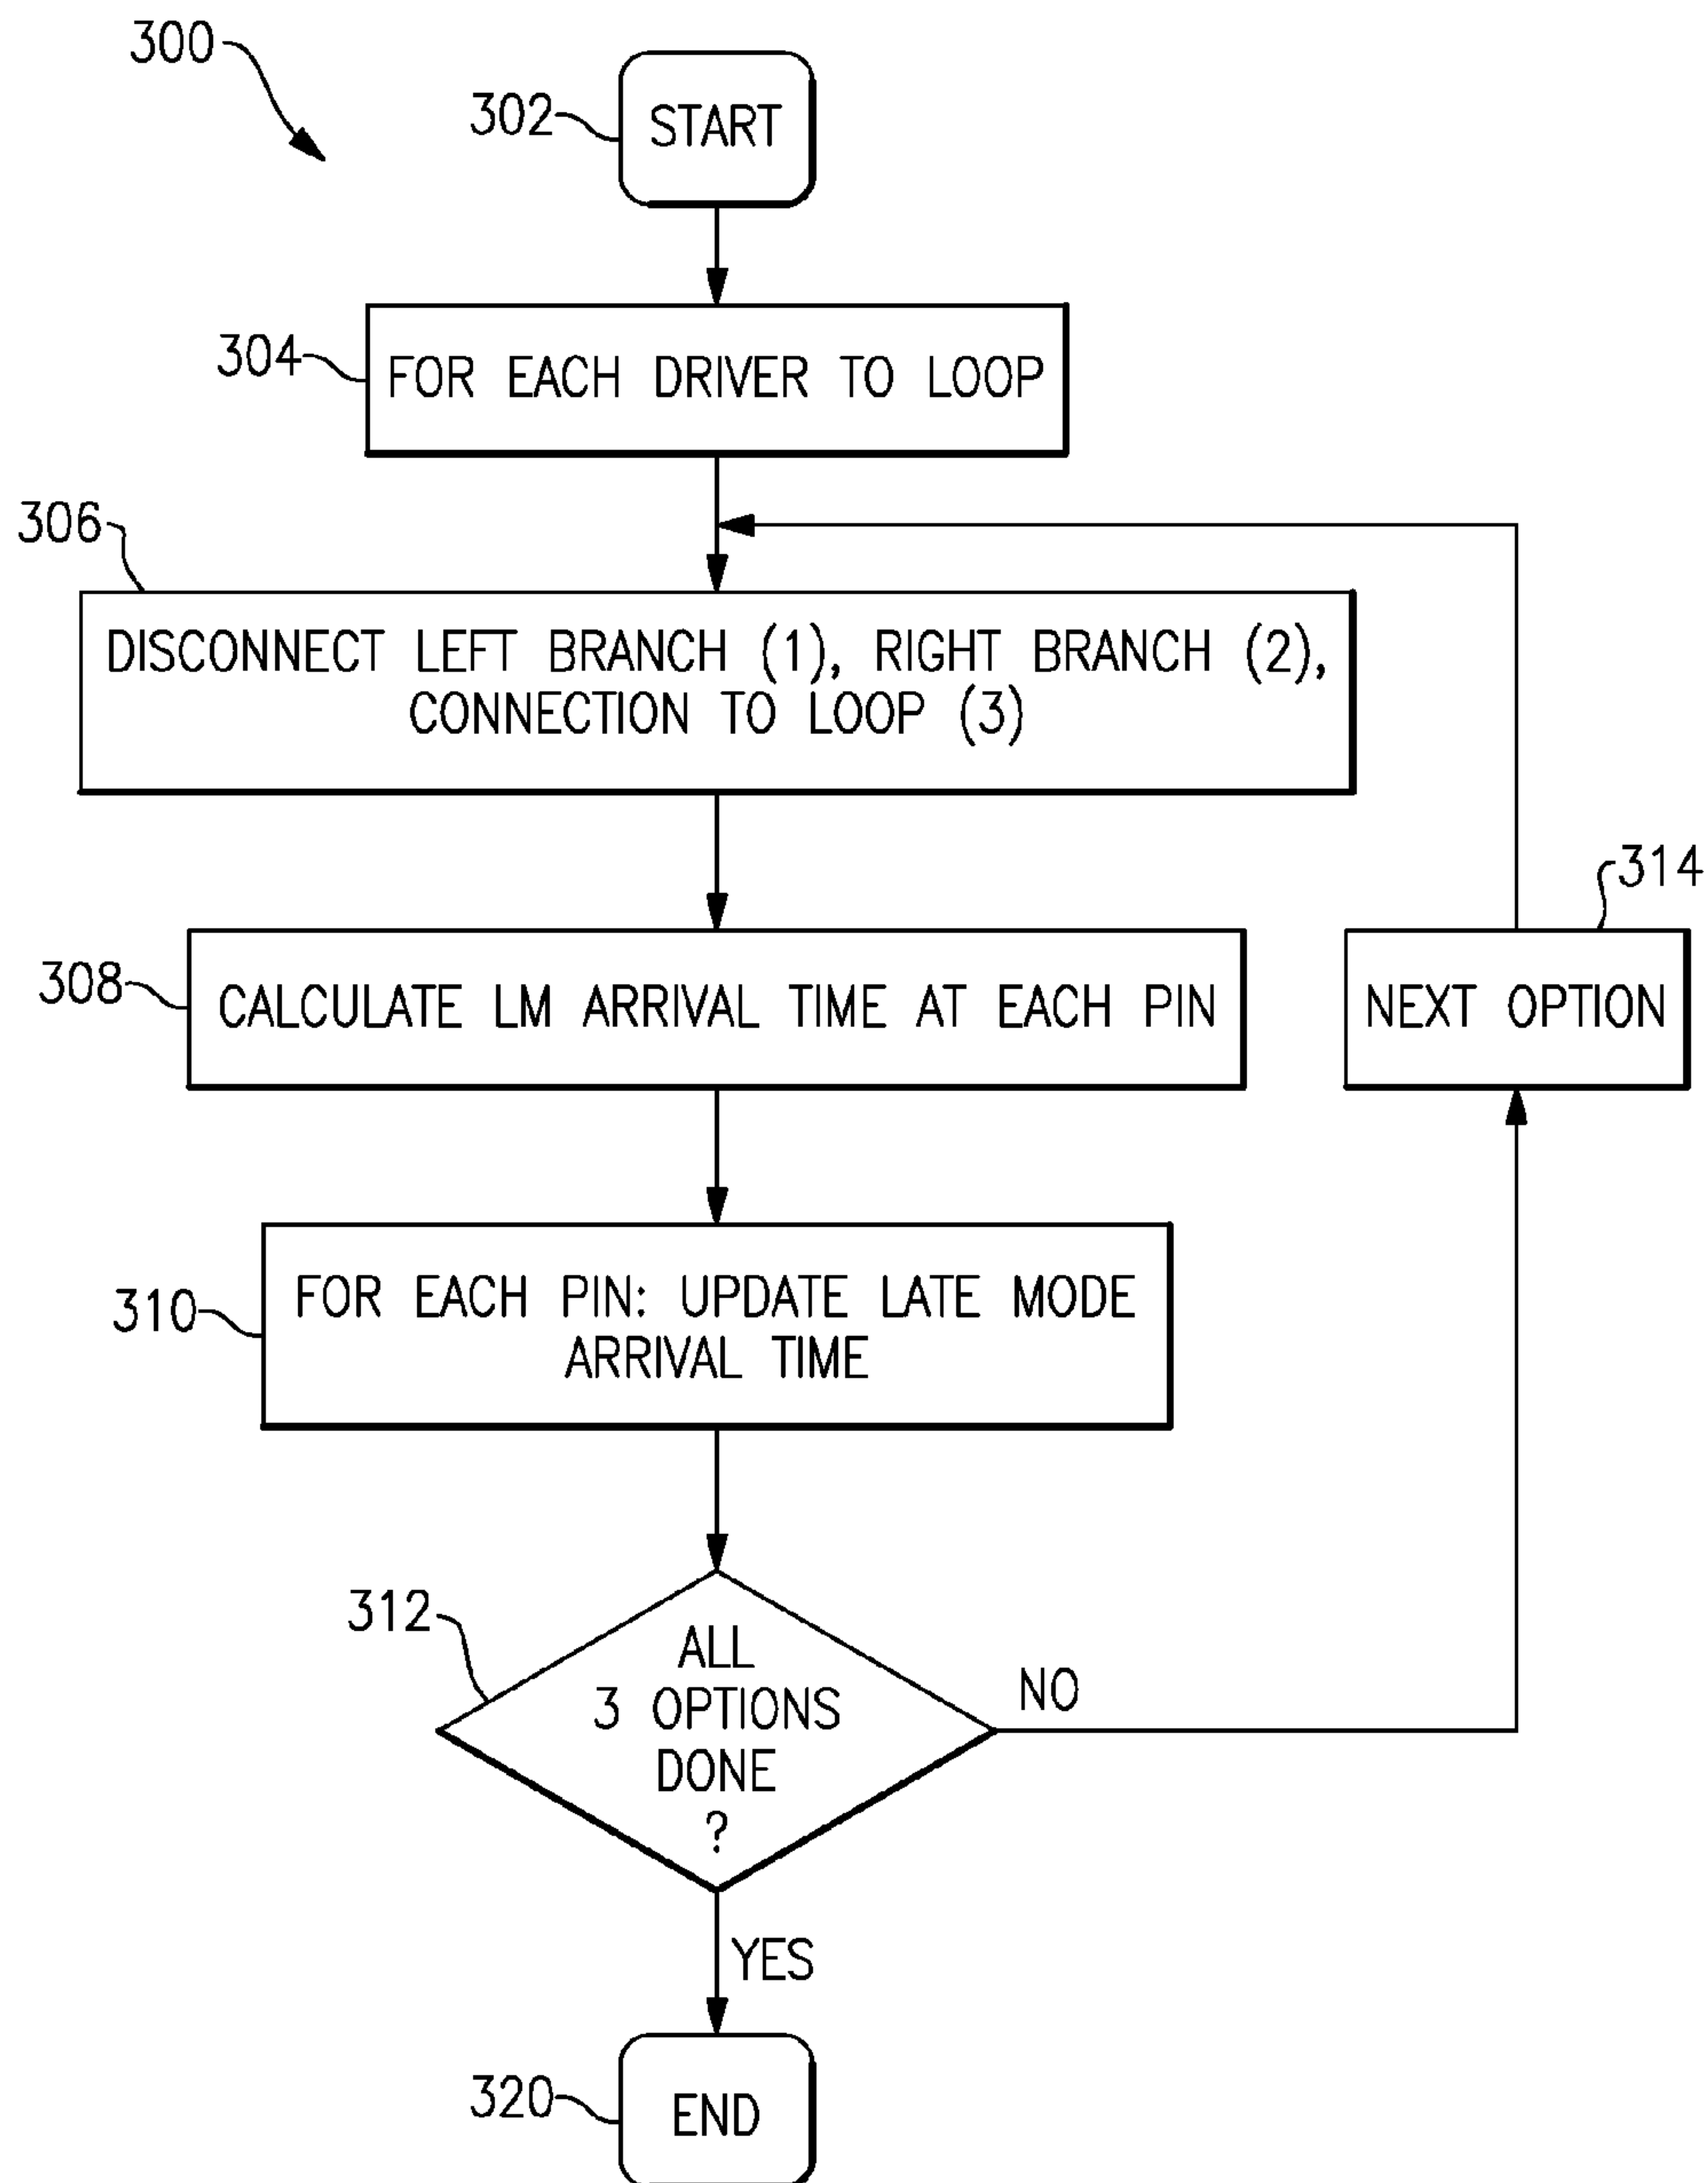 300
302
START
304
FOR EACH DRIVER TO LOOP
306
DISCONNECT LEFT BRANCH (1), RIGHT BRANCH (2),
CONNECTION TO LOOP (3)
314
308
CALCULATE LM ARRIVAL TIME AT EACH PIN
NEXT OPTION
310
FOR EACH PIN: UPDATE LATE MODE
ARRIVAL TIME
312
ALL
3 OPTIONS
DONE
?
NO
YES
320
END